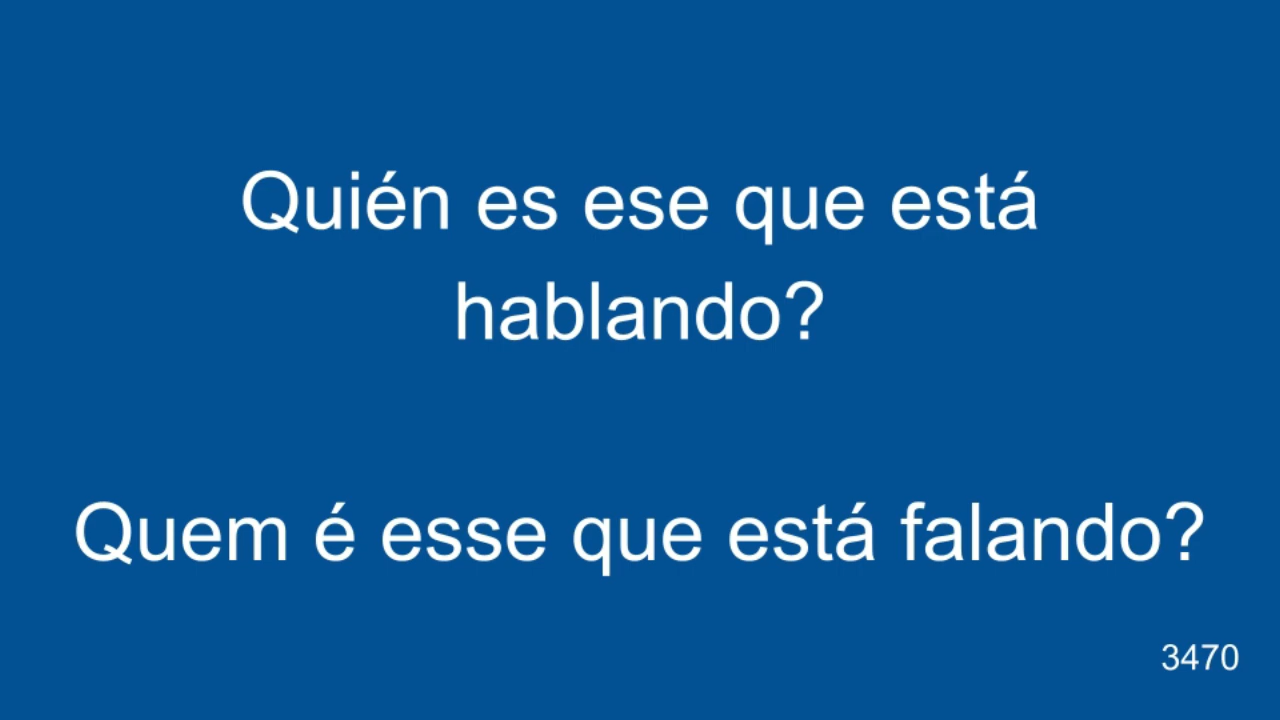 Quién es ese que está
hablando?
Quem é esse que está falando?
3470